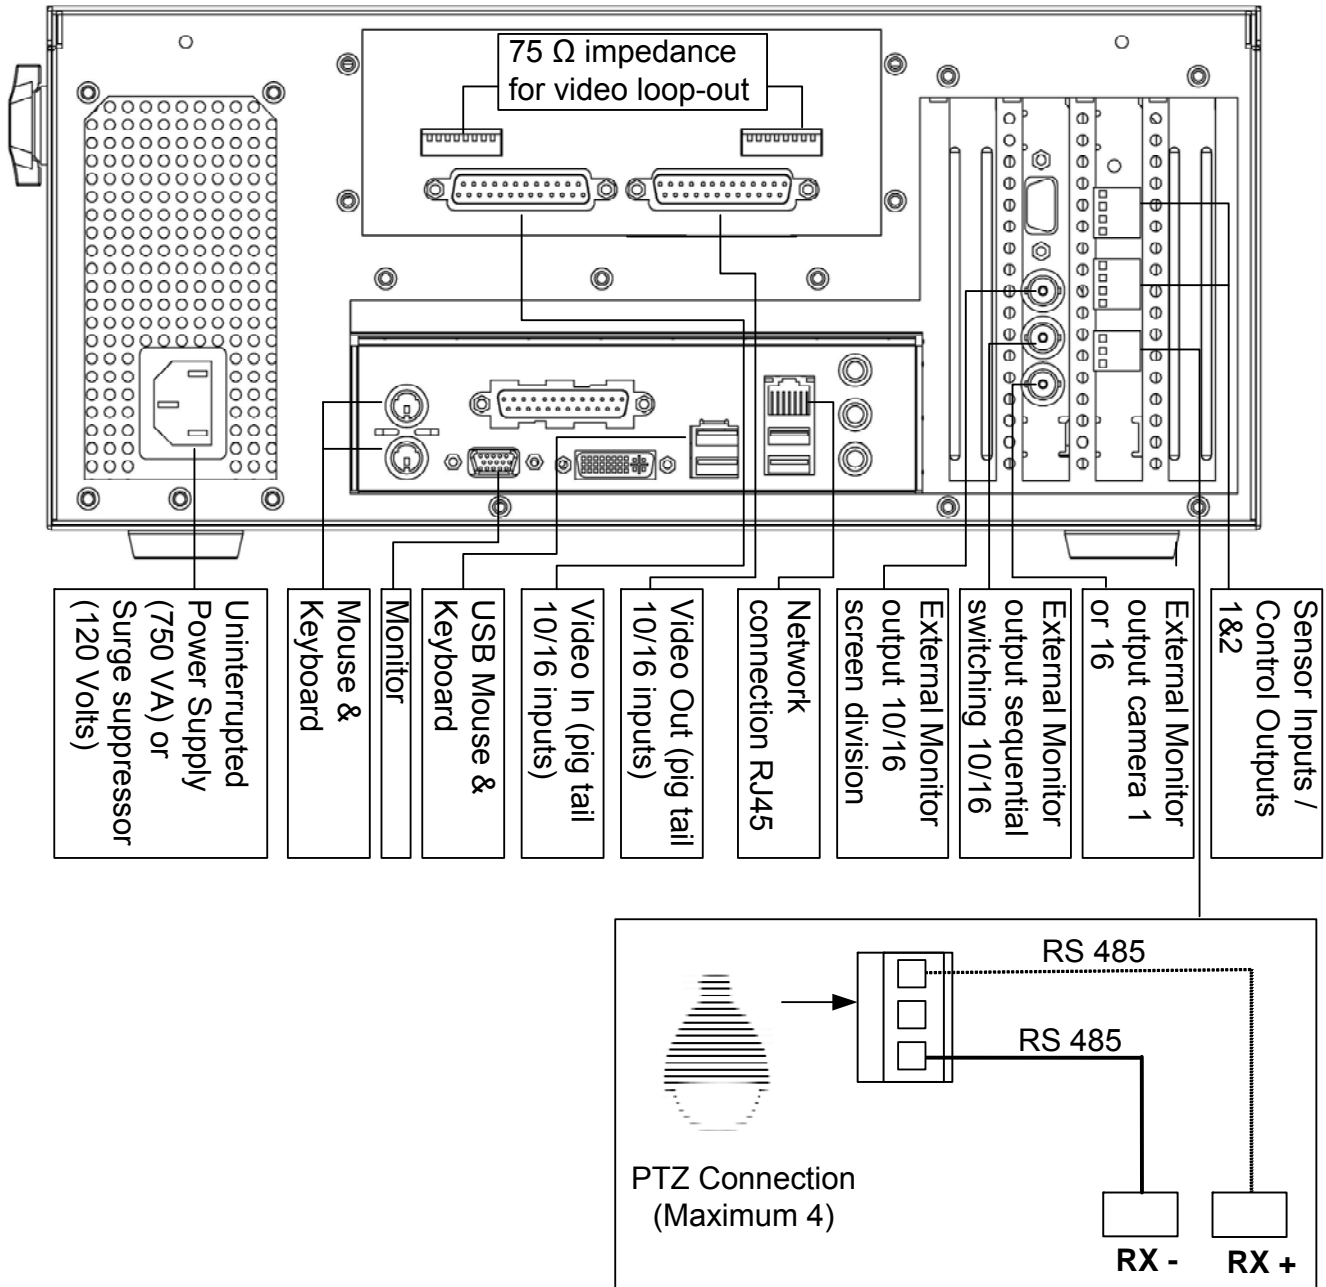 75 Ω impedance
for video loop-out
Uninterrupted
Power Supply
(750 VA) or
Surge suppressor
(120 Volts)
Mouse &
Keyboard
Monitor
USB Mouse &
Keyboard
Video In (pig tail
10/16 inputs)
Video Out (pig tail
10/16 inputs)
Network
connection RJ45
External Monitor
output 10/16
screen division
External Monitor
output sequential
switching 10/16
External Monitor
output camera 1
or 16
Sensor Inputs /
Control Outputs
1&2
RS 485
RS 485
PTZ Connection
(Maximum 4)
RX -
RX +